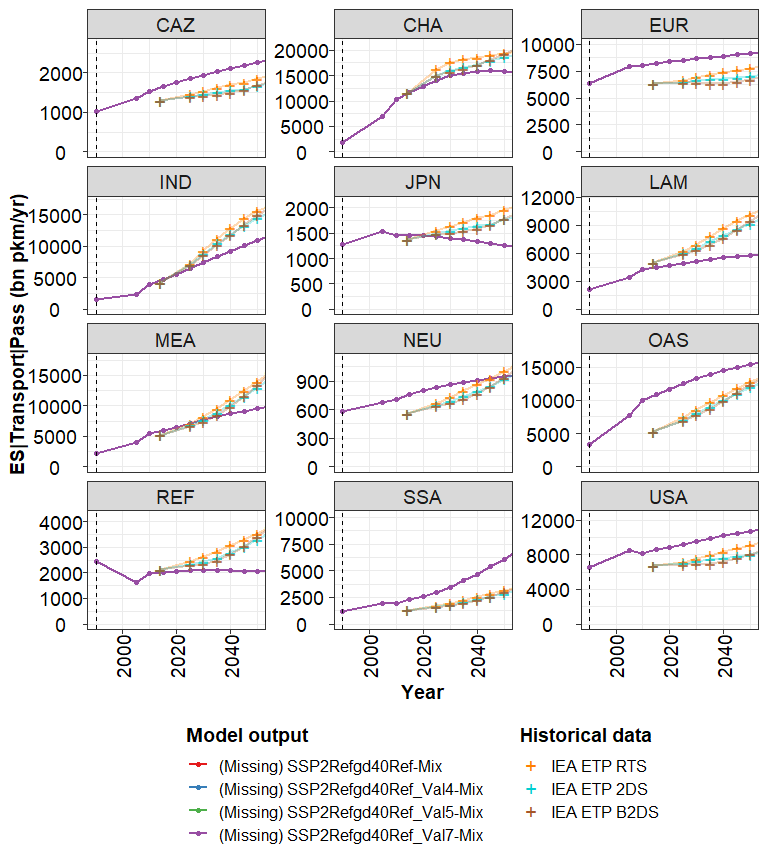 CAZ
CHA
EUR
2000
1000
0
20000
15000
10000
5000
0
10000
7500
5000
2500
0
IND
JPN
LAM
15000
10000
5000
0
2000
1500
1000
500
0
12000
9000
6000
3000
0
MEA
NEU
OAS
15000
10000
5000
0
900
600
300
0
15000
10000
5000
0
REF
SSA
USA
4000
3000
2000
1000
0
10000
7500
5000
2500
0
12000
8000
4000
0
2000
2020
2040
2000
2020
2040
2000
2020
2040
ES|Transport|Pass (bn pkm/yr)
Year
Model output
(Missing) SSP2Refgd40Ref-Mix
(Missing) SSP2Refgd40Ref_Val4-Mix
(Missing) SSP2Refgd40Ref_Val5-Mix
(Missing) SSP2Refgd40Ref_Val7-Mix
Historical data
IEA ETP RTS
IEA ETP 2DS
IEA ETP B2DS